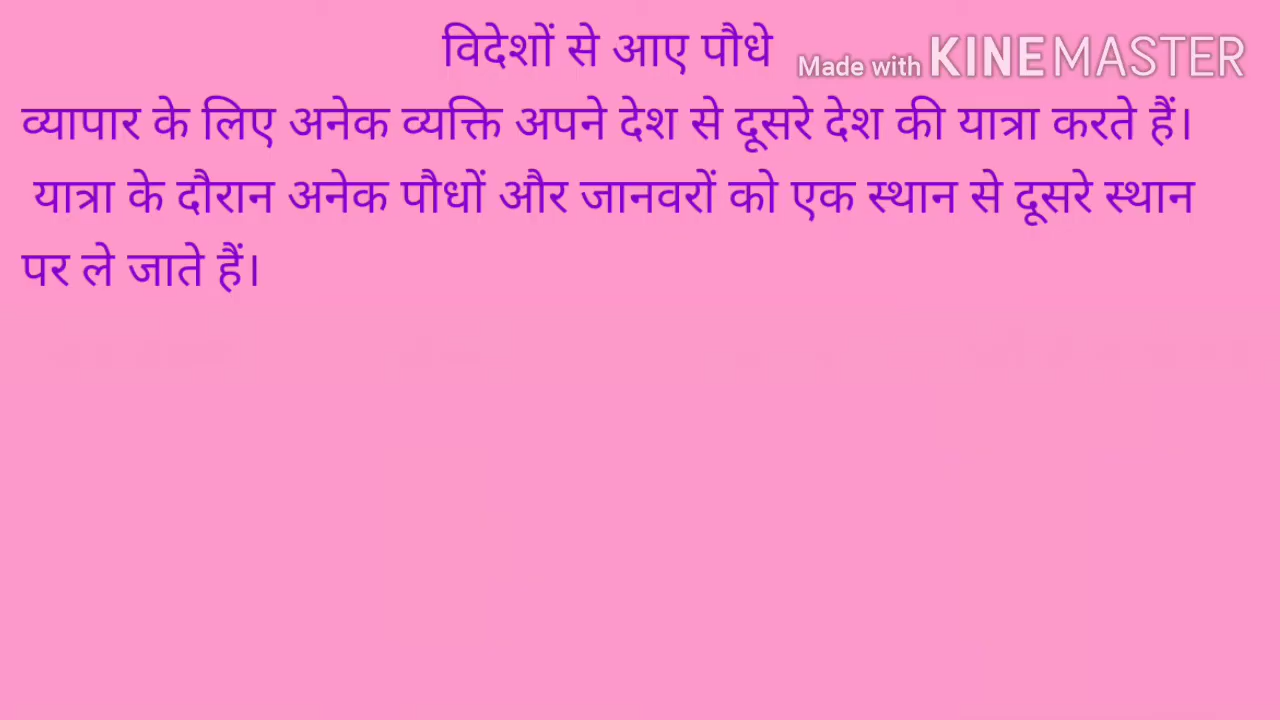 विदेशों से आए पौधे
Made with KINEMASTER
व्यापार के लिए अनेक व्यक्ति अपने देश से दूसरे देश की यात्रा करते हैं।
यात्रा के दौरान अनेक पौधों और जानवरों को एक स्थान से दूसरे स्थान
पर ले जाते हैं।